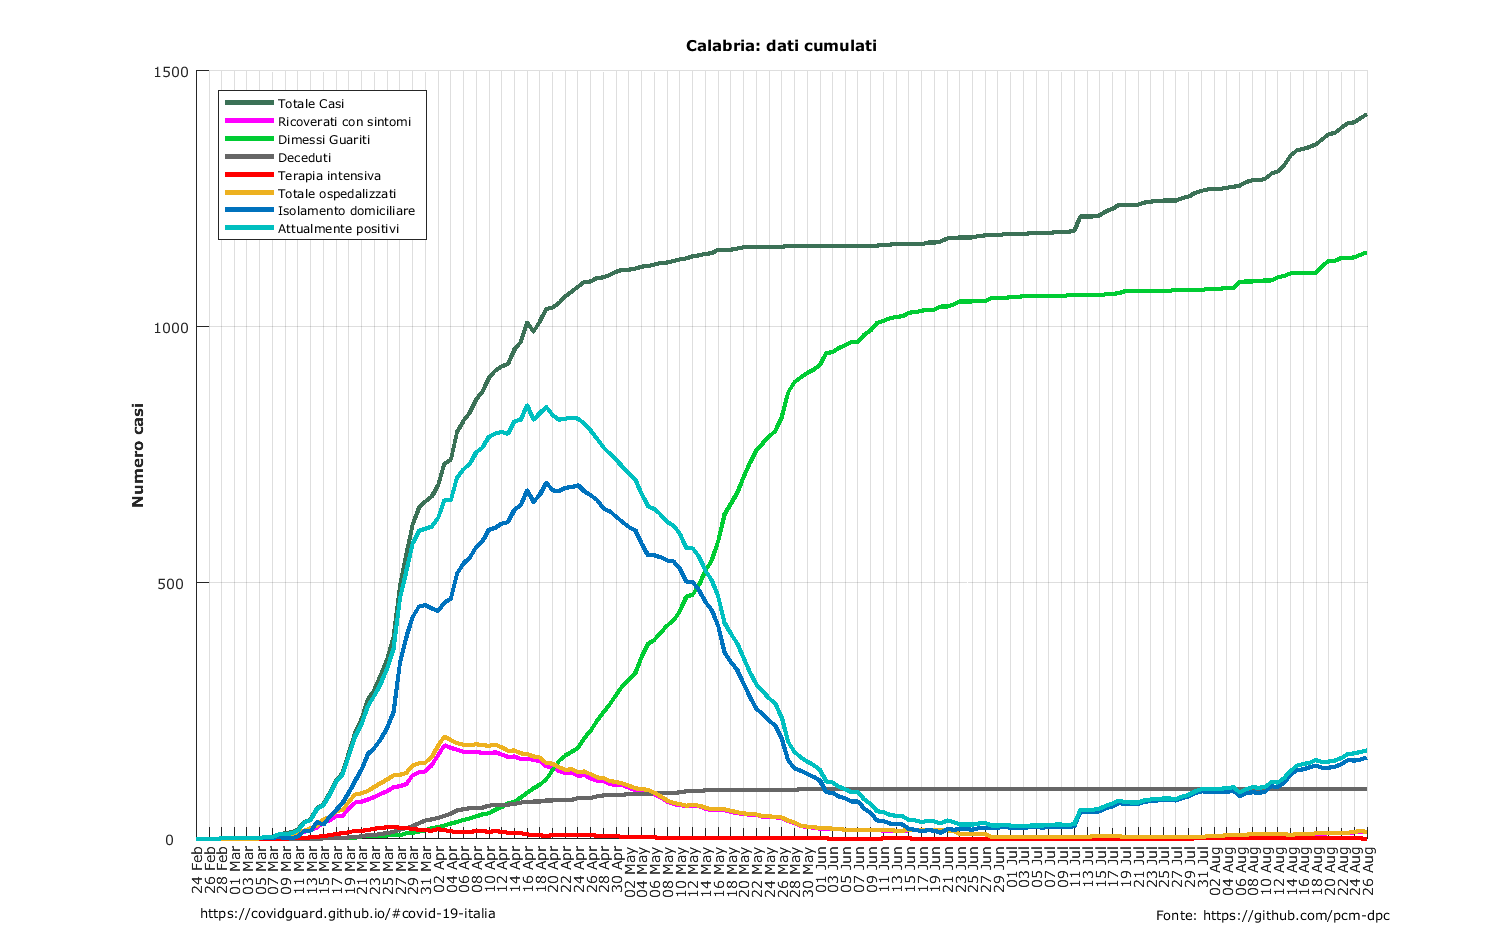 Calabria: dati cumulati
1500
1000
500
0
Numero casi
Totale Casi
Ricoverati con sintomi
Dimessi Guariti
Deceduti
Terapia intensiva
Totale ospedalizzati
Isolamento domiciliare
Attualmente positivi
24 Feb
26 Feb
28 Feb
01 Mar
03 Mar
05 Mar
07 Mar
09 Mar
11 Mar
13 Mar
15 Mar
17 Mar
19 Mar
21 Mar
23 Mar
25 Mar
27 Mar
29 Mar
31 Mar
02 Apr
04 Apr
06 Apr
08 Apr
10 Apr
12 Apr
14 Apr
16 Apr
18 Apr
20 Apr
22 Apr
24 Apr
26 Apr
28 Apr
30 Apr
02 May
04 May
06 May
08 May
10 May
12 May
14 May
16 May
18 May
20 May
22 May
24 May
26 May
28 May
30 May
01 Jun
03 Jun
05 Jun
07 Jun
09 Jun
11 Jun
13 Jun
15 Jun
17 Jun
19 Jun
21 Jun
23 Jun
25 Jun
27 Jun
29 Jun
01 Jul
03 Jul
05 Jul
07 Jul
09 Jul
11 Jul
13 Jul
15 Jul
17 Jul
19 Jul
21 Jul
23 Jul
25 Jul
27 Jul
29 Jul
31 Jul
02 Aug
04 Aug
06 Aug
08 Aug
10 Aug
12 Aug
14 Aug
16 Aug
18 Aug
20 Aug
22 Aug
24 Aug
26 Aug
https://covidguard.github.io/#covid-19-italia
Fonte: https://github.com/pcm-dpc